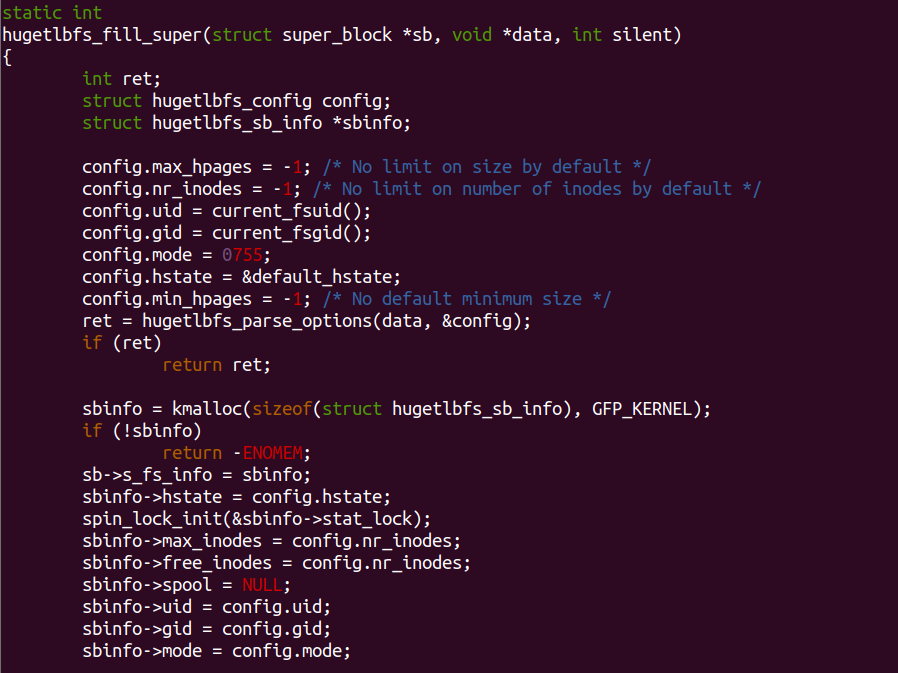 static int
hugetlbfs_fill_super(struct super_block *sb, void *data, int silent)
{
        int ret;
        struct hugetlbfs_config config;
        struct hugetlbfs_sb_info *sbinfo;

        config.max_hpages = -1; /* No limit on size by default */
        config.nr_inodes = -1; /* No limit on number of inodes by default */
        config.uid = current_fsuid();
        config.gid = current_fsgid();
        config.mode = 0755;
        config.hstate = &default_hstate;
        config.min_hpages = -1; /* No default minimum size */
        ret = hugetlbfs_parse_options(data, &config);
        if (ret)
                return ret;

        sbinfo = kmalloc(sizeof(struct hugetlbfs_sb_info), GFP_KERNEL);
        if (!sbinfo)
                return -ENOMEM;
        sb->s_fs_info = sbinfo;
        sbinfo->hstate = config.hstate;
        spin_lock_init(&sbinfo->stat_lock);
        sbinfo->max_inodes = config.nr_inodes;
        sbinfo->free_inodes = config.nr_inodes;
        sbinfo->spool = NULL;
        sbinfo->uid = config.uid;
        sbinfo->gid = config.gid;
        sbinfo->mode = config.mode;